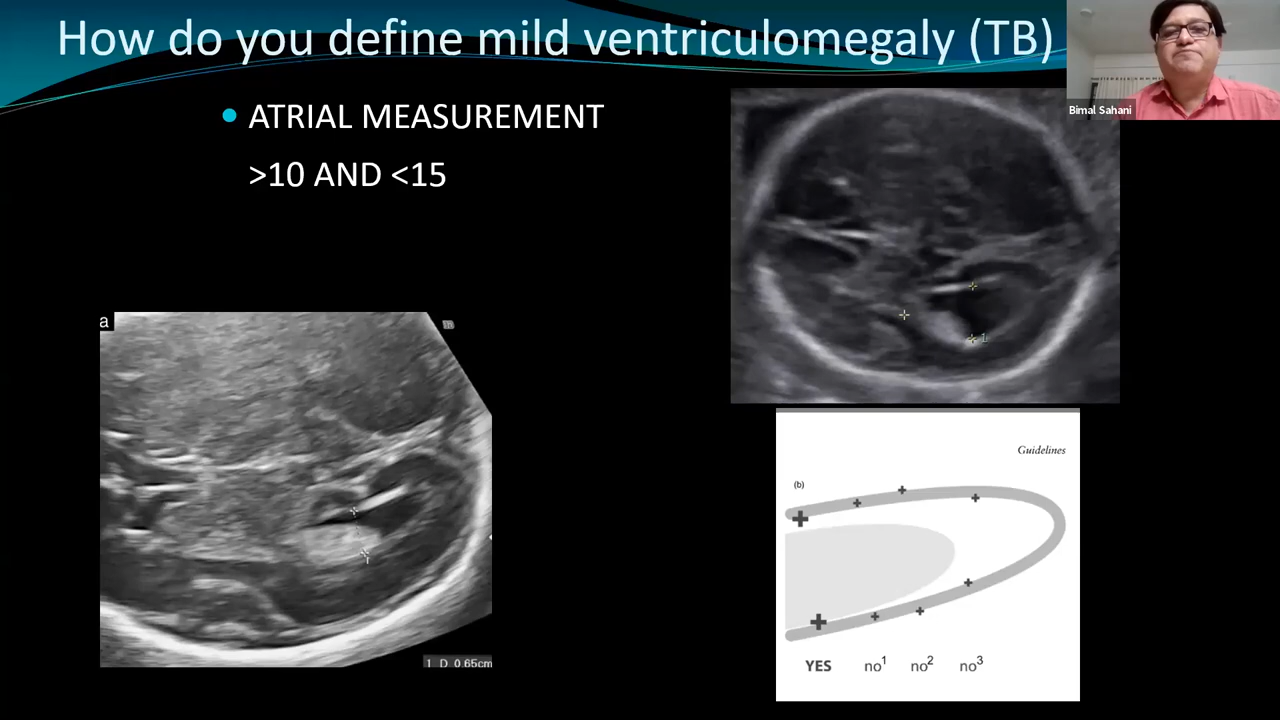 How do you define mild ventriculomegaly (TB)
Bimal Sahani
ATRIAL MEASUREMENT
>10 AND <15
a
1
1 D 0.65cm
Guidelines
(b)
YES no1 no2 no3